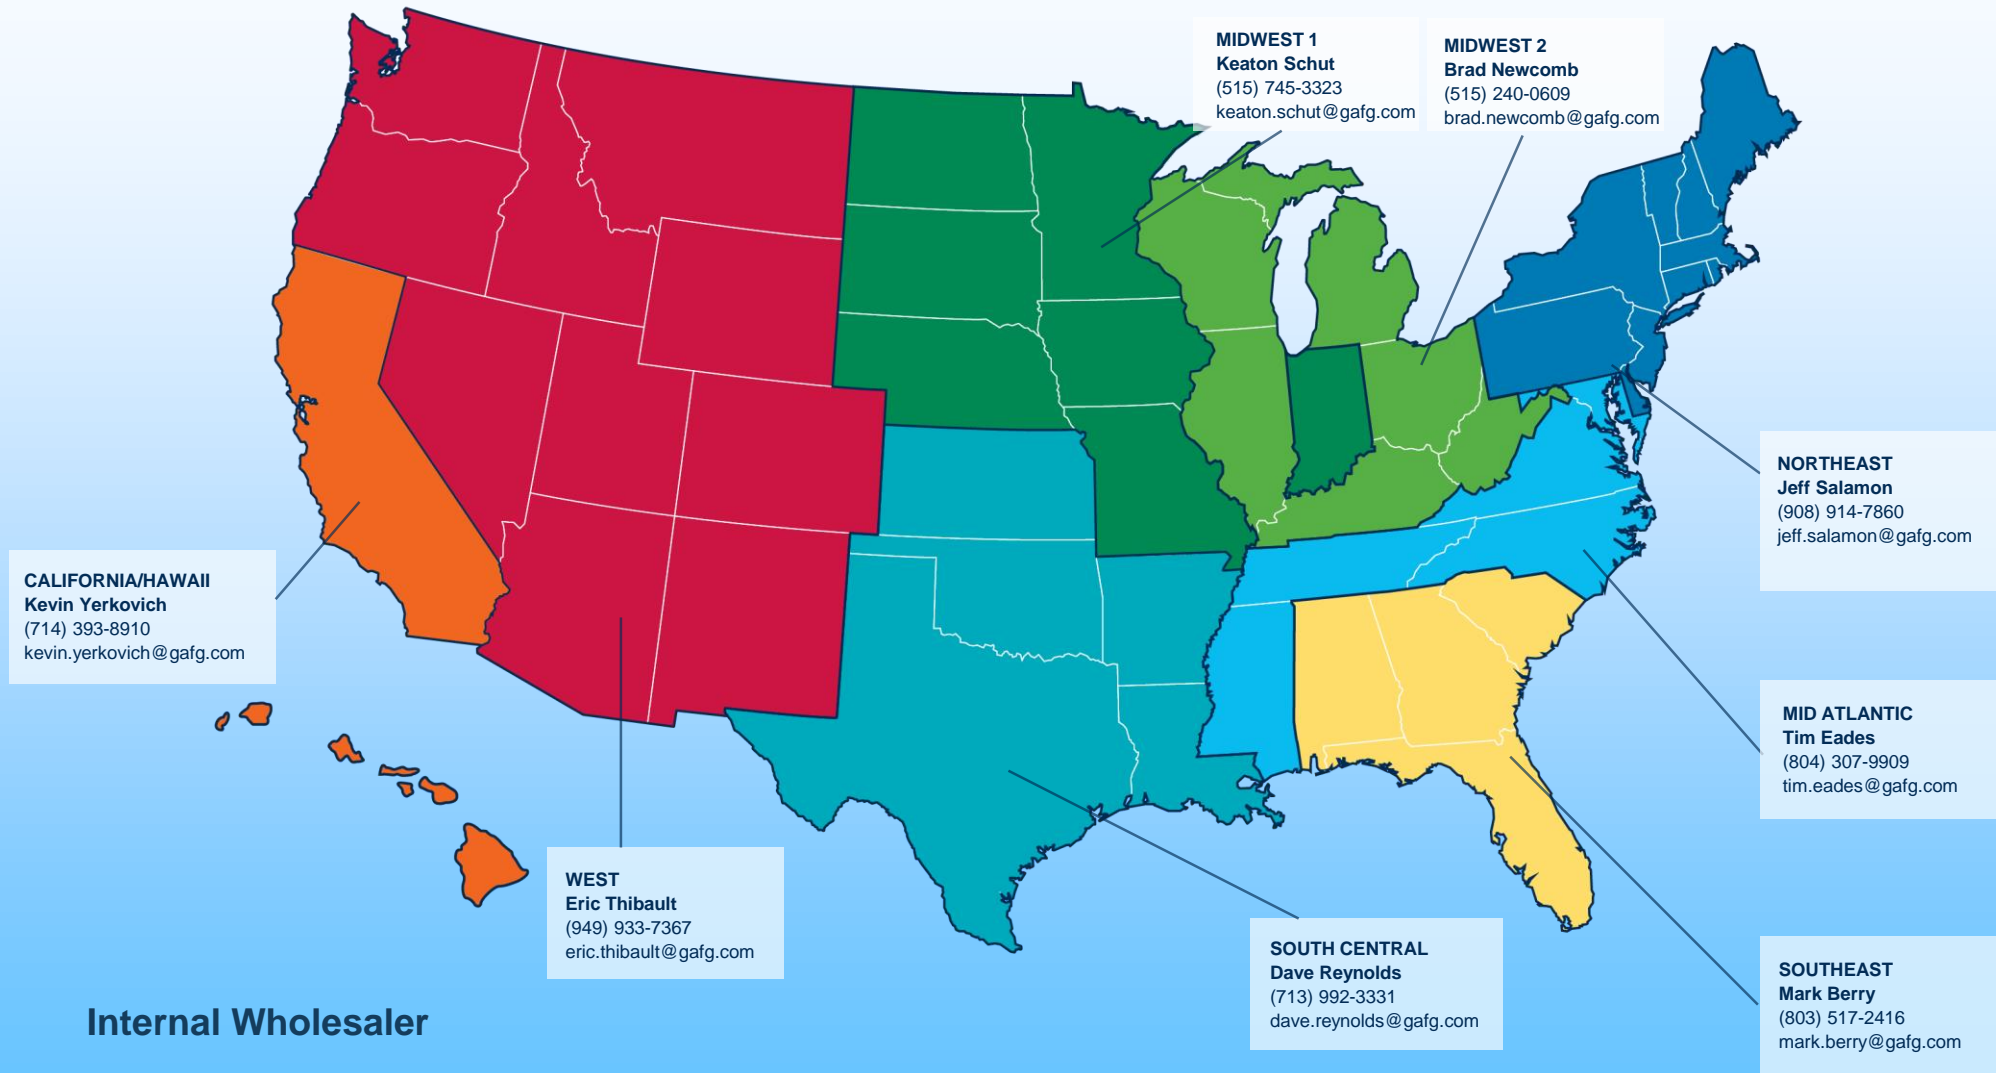 MIDWEST 1
Keaton Schut
(515) 745-3323
keaton.schut@gafg.com
MIDWEST 2
Brad Newcomb
(515) 240-0609
brad.newcomb@gafg.com
NORTHEAST
Jeff Salamon
(908) 914-7860
jeff.salamon@gafg.com
CALIFORNIA/HAWAII
Kevin Yerkovich
(714) 393-8910
kevin.yerkovich@gafg.com
MID ATLANTIC
Tim Eades
(804) 307-9909
tim.eades@gafg.com
WEST
Eric Thibault
(949) 933-7367
eric.thibault@gafg.com
SOUTH CENTRAL
Dave Reynolds
(713) 992-3331
dave.reynolds@gafg.com
SOUTHEAST
Mark Berry
(803) 517-2416
mark.berry@gafg.com
Internal Wholesaler